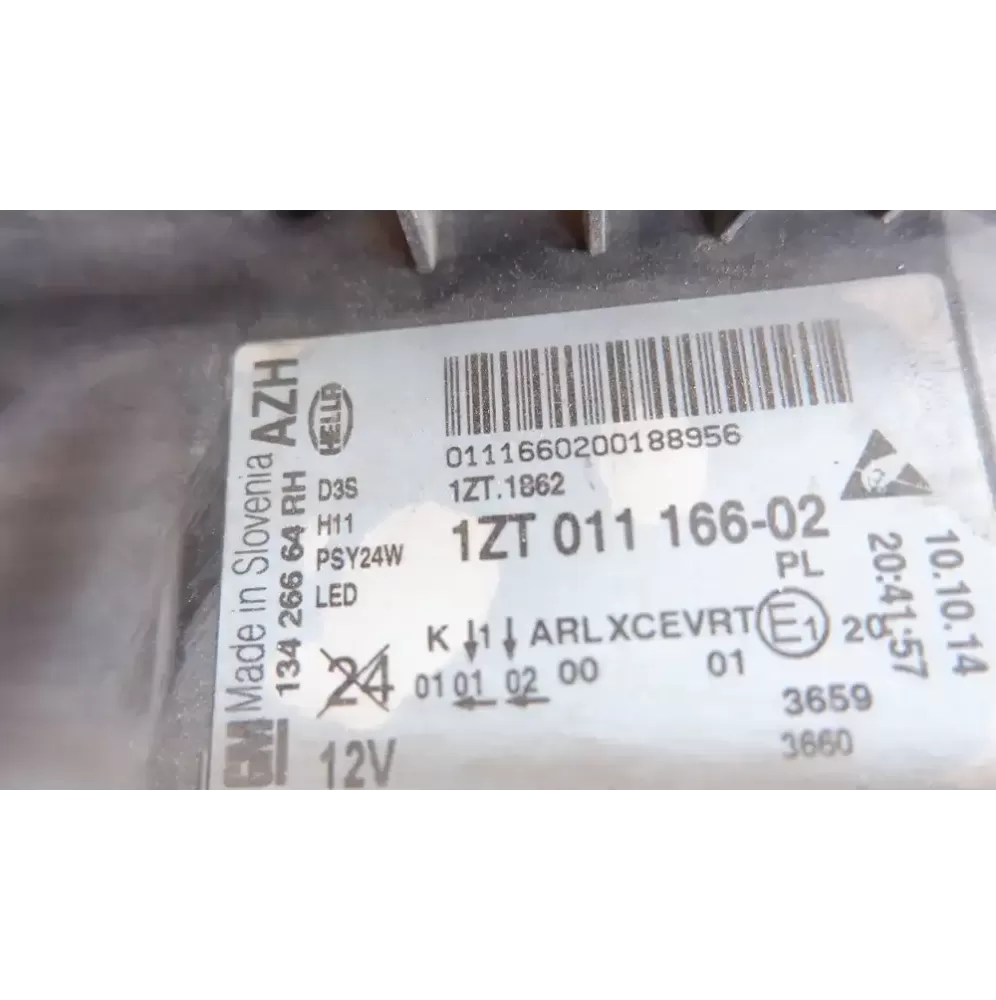 GM Made in Slovenia AZH
134 266 64 RH
HELLA
D3S
H11
PSY24W
LED
24
12V
0111660200188956
1ZT.1862
1ZT 011 166-02
PL
K 1 ARL XCEVRT E1
01 01 02 00 01
3659
3660
10.10.14
20:41:57